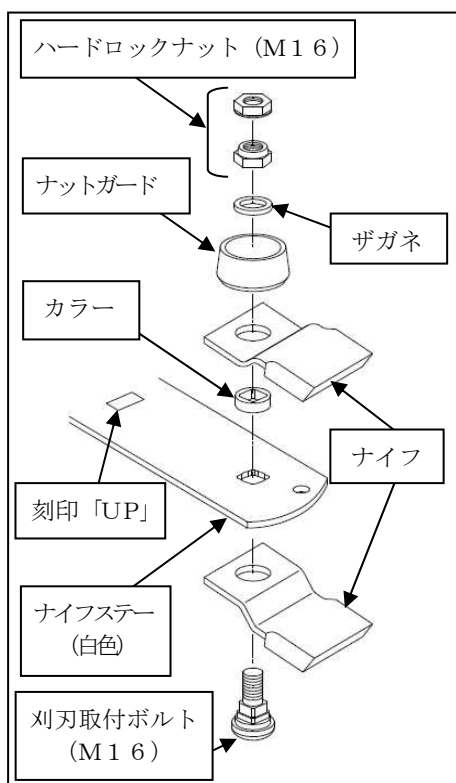 ハードロックナット（Ｍ１６）
ナットガード
ザガネ
カラー
ナイフ
刻印「UP」
ナイフステー
（白色）
刈刃取付ボルト
（Ｍ１６）